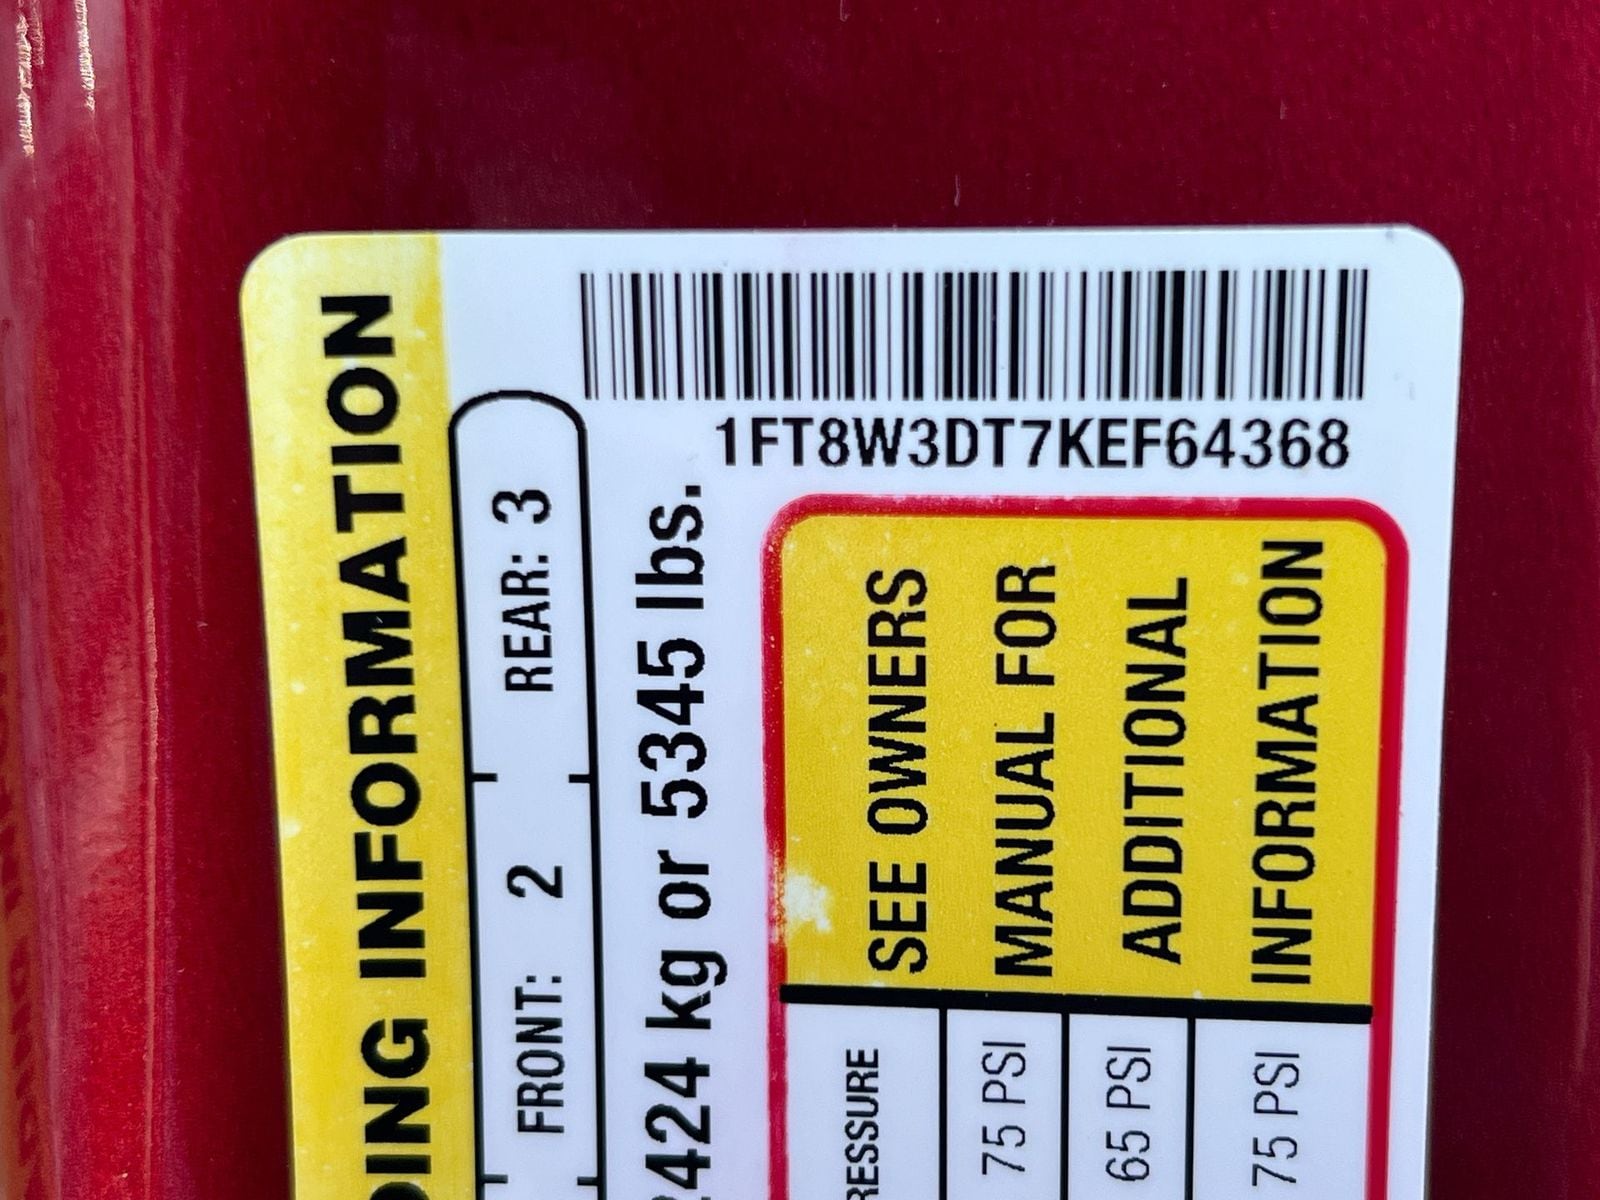 1FT8W3DT7KEF64368
DING INFORMATION
FRONT: 2 REAR: 3
2424 kg or 5345 lbs.
RESSURE
75 PSI
65 PSI
75 PSI
SEE OWNERS
MANUAL FOR
ADDITIONAL
INFORMATION